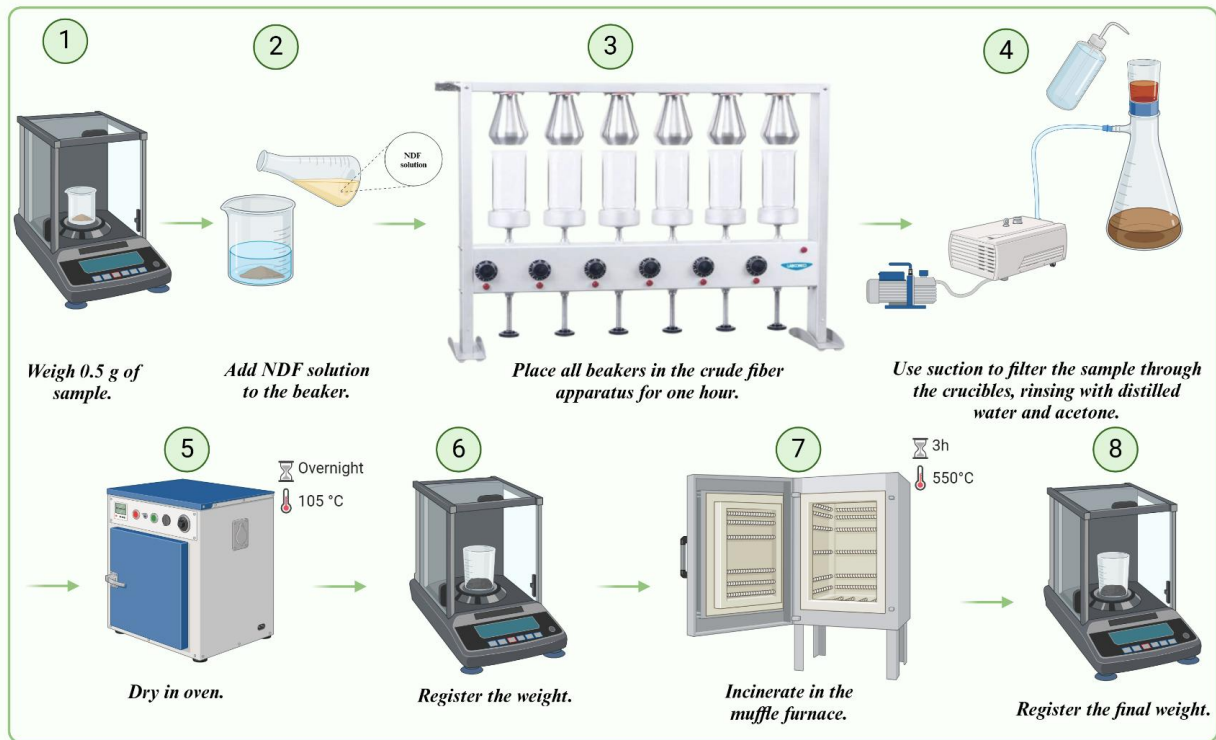 1
2
3
4
NDF
solution
Weigh 0.5 g of
sample.
Add NDF solution
to the beaker.
Place all beakers in the crude fiber
apparatus for one hour.
Use suction to filter the sample through
the crucibles, rinsing with distilled
water and acetone.
5
6
7
8
Overnight
105 °C
3h
550°C
Dry in oven.
Register the weight.
Incinerate in the
muffle furnace.
Register the final weight.